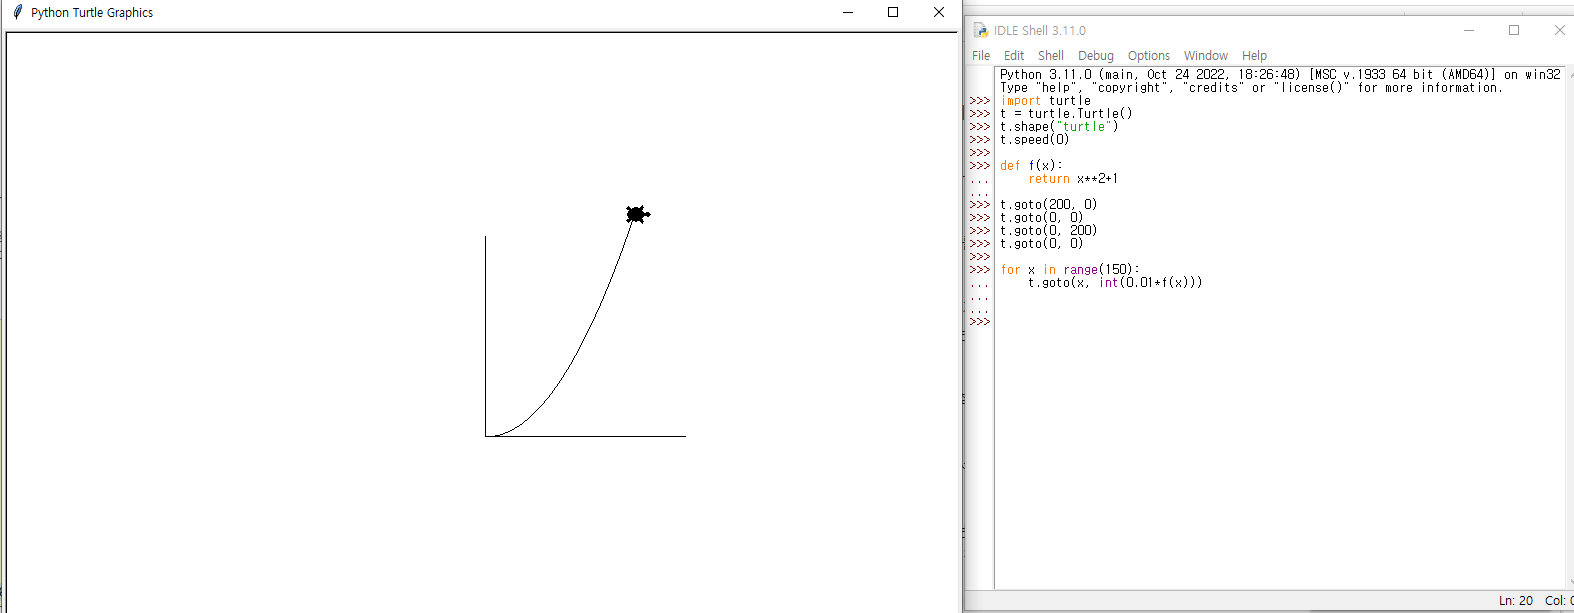 Python Turtle Graphics
IDLE Shell 3.11.0
File Edit Shell Debug Options Window Help
Python 3.11.0 (main, Oct 24 2022, 18:26:48) [MSC v.1933 64 bit (AMD64)] on win32
Type "help", "copyright", "credits" or "license()" for more information.
>>> import turtle
>>> t = turtle.Turtle()
>>> t.shape("turtle")
>>> t.speed(0)
>>>
>>> def f(x):
...     return x**2+1
...
>>> t.goto(200, 0)
>>> t.goto(0, 0)
>>> t.goto(0, 200)
>>> t.goto(0, 0)
>>>
>>> for x in range(150):
...     t.goto(x, int(0.01*f(x)))
...
...
>>>
Ln: 20 Col: 0